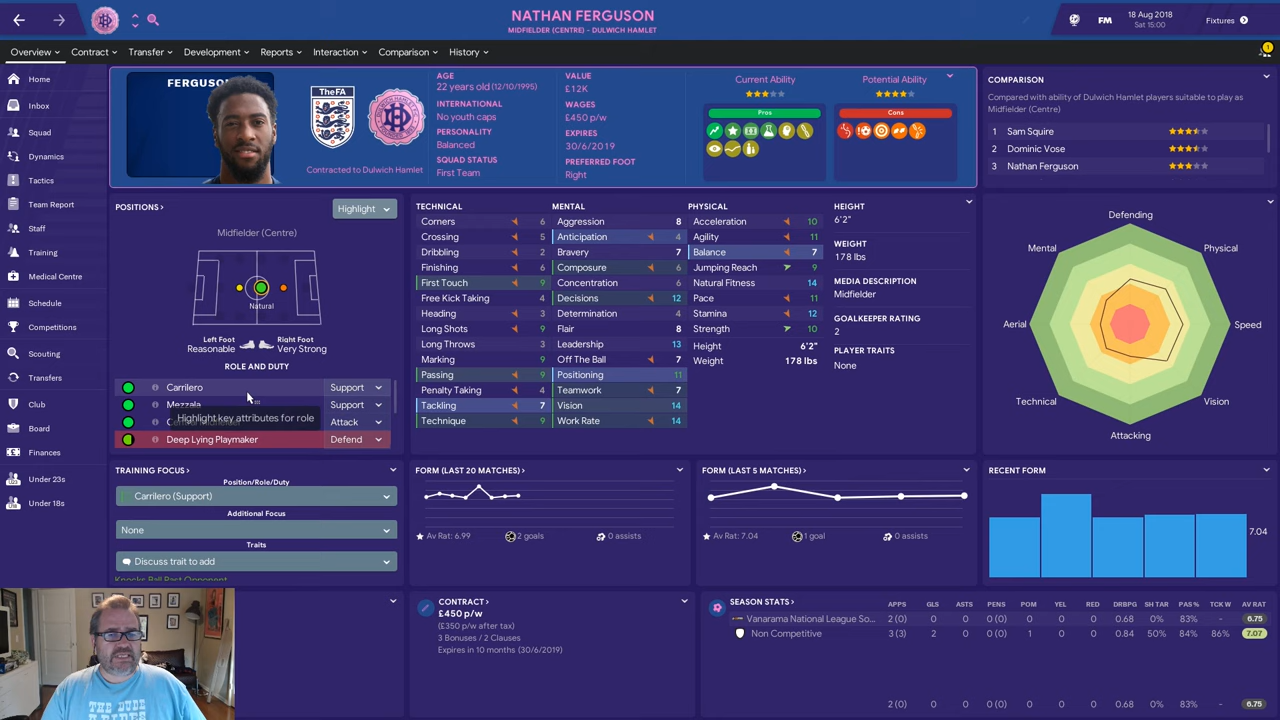 NATHAN FERGUSON
MIDFIELDER (CENTRE) - DULWICH HAMLET
FM
18 Aug 2018
Sat 15:00
Fixtures
Overview
Contract
Transfer
Development
Reports
Interaction
Comparison
History
1
Home
Inbox
Squad
Dynamics
Tactics
Team Report
Staff
Training
Medical Centre
Schedule
Competitions
Scouting
Transfers
Club
Board
Finances
Under 23s
Under 18s
FERGUSON
TheFA
Contracted to Dulwich Hamlet
AGE
22 years old (12/10/1995)
INTERNATIONAL
No youth caps
PERSONALITY
Balanced
SQUAD STATUS
First Team
VALUE
£12K
WAGES
£450 p/w
EXPIRES
30/6/2019
PREFERRED FOOT
Right
Current Ability
Pros
Potential Ability
Cons
COMPARISON
Compared with ability of Dulwich Hamlet players suitable to play as
Midfielder (Centre)
1 Sam Squire
2 Dominic Vose
3 Nathan Ferguson
POSITIONS
Highlight
Midfielder (Centre)
Natural
Left Foot
Reasonable
Right Foot
Very Strong
ROLE AND DUTY
Carrilero Support
Mezzala Support
Highlight key attributes for role
Attack
Deep Lying Playmaker Defend
TECHNICAL
Corners 6
Crossing 5
Dribbling 2
Finishing 6
First Touch 9
Free Kick Taking 4
Heading 3
Long Shots 9
Long Throws 3
Marking 9
Passing 9
Penalty Taking 4
Tackling 7
Technique 9
MENTAL
Aggression 8
Anticipation 4
Bravery 7
Composure 6
Concentration 6
Decisions 12
Determination 4
Flair 8
Leadership 13
Off The Ball 7
Positioning 11
Teamwork 7
Vision 14
Work Rate 14
PHYSICAL
Acceleration 10
Agility 11
Balance 7
Jumping Reach 9
Natural Fitness 14
Pace 11
Stamina 12
Strength 10
Height 6'2"
Weight 178 lbs
HEIGHT
6'2"
WEIGHT
178 lbs
MEDIA DESCRIPTION
Midfielder
GOALKEEPER RATING
2
PLAYER TRAITS
None
Defending
Physical
Speed
Vision
Attacking
Technical
Aerial
Mental
TRAINING FOCUS
Position/Role/Duty
Carrilero (Support)
Additional Focus
None
Traits
Discuss trait to add
Knocks Ball Past Opponent
FORM (LAST 20 MATCHES)
Av Rat: 6.99 2 goals 0 assists
FORM (LAST 5 MATCHES)
Av Rat: 7.04 1 goal 0 assists
RECENT FORM
7.04
CONTRACT
£450 p/w
(£350 p/w after tax)
3 Bonuses / 2 Clauses
Expires in 10 months (30/6/2019)
SEASON STATS APPS GLS ASTS PENS POM YEL RED DRBPG SH TAR PAS % TCK W AV RAT
Vanarama National League So... 2 (0) 0 0 0 (0) 0 0 0 0.68 0% 83% - 6.75
Non Competitive 3 (3) 2 0 0 (0) 1 0 0 0.84 50% 84% 86% 7.07
2 (0) 0 0 0 (0) 0 0 0 0.68 0% 83% - 6.75
THE DUDE